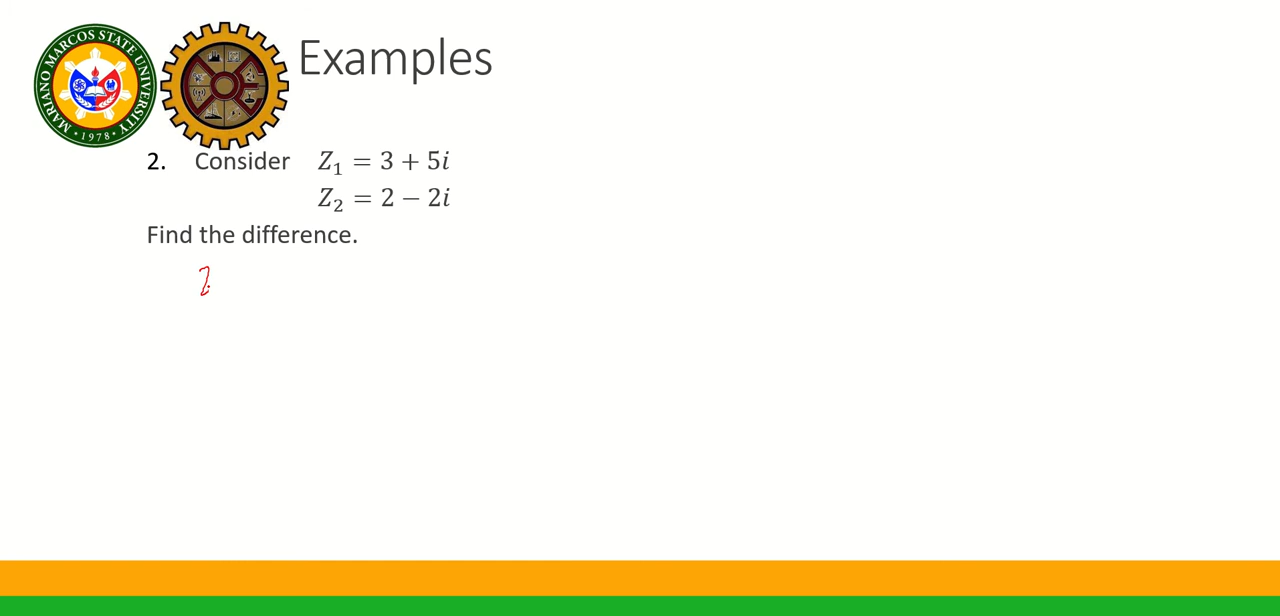 MARIANO MARCOS STATE UNIVERSITY
• 1978 •
Examples
2. Consider Z₁ = 3 + 5i
Z₂ = 2 − 2i
Find the difference.
Z